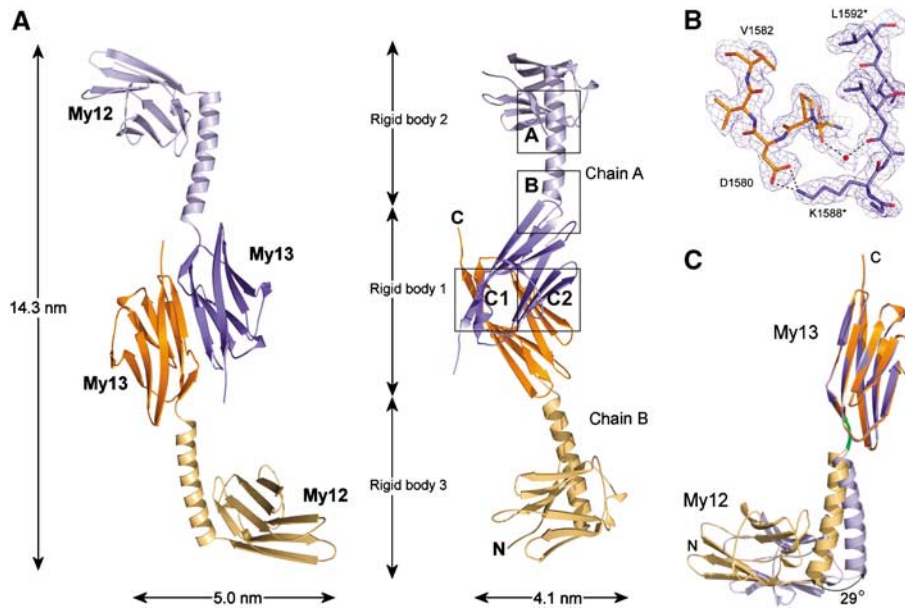 A
My12
14.3 nm
My13
My13
My12
5.0 nm
Rigid body 2
Rigid body 1
Rigid body 3
A
Chain A
B
C
C1
C2
Chain B
N
4.1 nm
B
L1592*
V1582
D1580
K1588*
C
C
My13
My12
N
29°